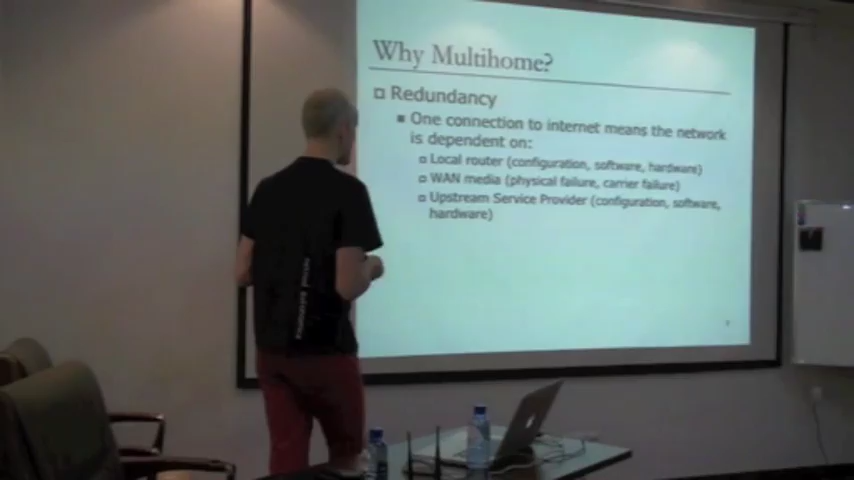 Why Multihome?
Redundancy
One connection to internet means the network
is dependent on:
Local router (configuration, software, hardware)
WAN media (physical failure, carrier failure)
Upstream Service Provider (configuration, software,
hardware)